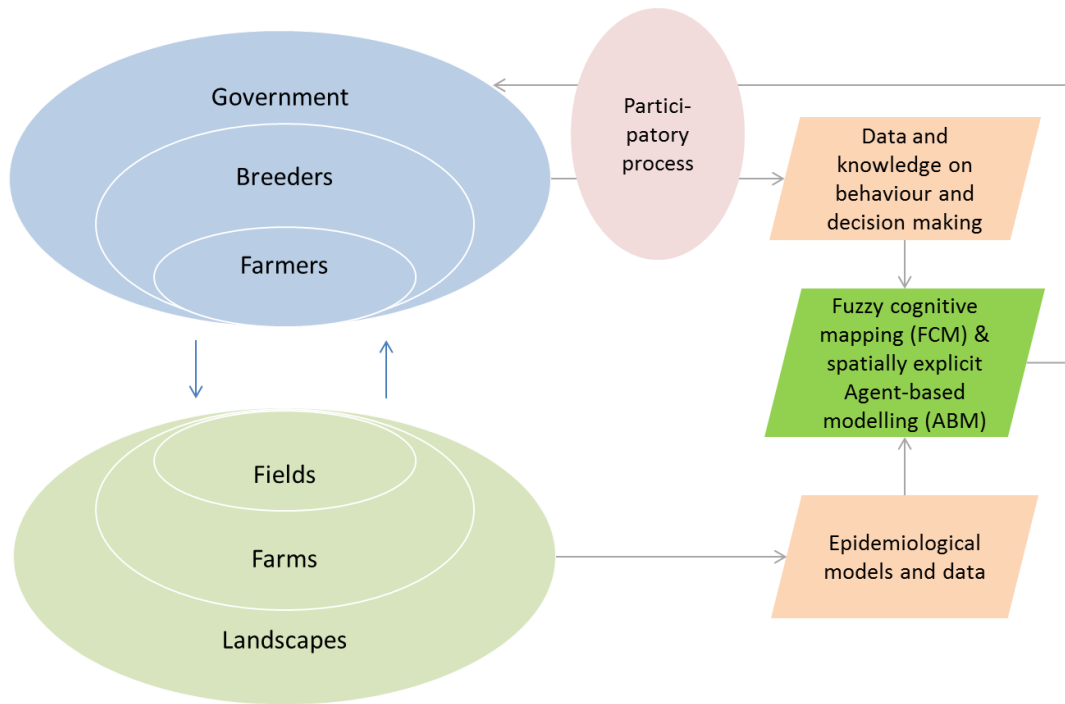 Government
Breeders
Farmers
Partici-
patory
process
Data and
knowledge on
behaviour and
decision making
Fuzzy cognitive
mapping (FCM) &
spatially explicit
Agent-based
modelling (ABM)
Fields
Farms
Landscapes
Epidemiological
models and data